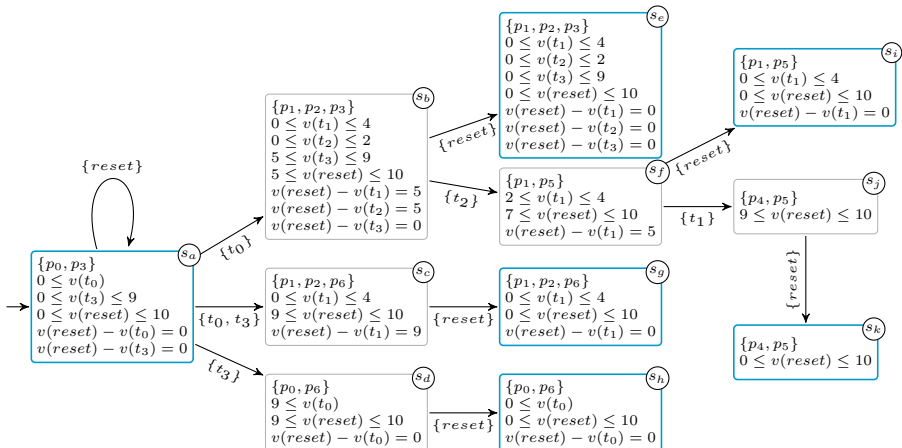 {reset}
s_a
{p_0, p_3}
0 ≤ v(t_0)
0 ≤ v(t_3) ≤ 9
0 ≤ v(reset) ≤ 10
v(reset) − v(t_0) = 0
v(reset) − v(t_3) = 0
{t_0}
{t_0, t_3}
{t_3}
s_b
{p_1, p_2, p_3}
0 ≤ v(t_1) ≤ 4
0 ≤ v(t_2) ≤ 2
5 ≤ v(t_3) ≤ 9
5 ≤ v(reset) ≤ 10
v(reset) − v(t_1) = 5
v(reset) − v(t_2) = 5
v(reset) − v(t_3) = 0
{reset}
{t_2}
s_c
{p_1, p_2, p_6}
0 ≤ v(t_1) ≤ 4
9 ≤ v(reset) ≤ 10
v(reset) − v(t_1) = 9
{reset}
s_d
{p_0, p_6}
9 ≤ v(t_0)
9 ≤ v(reset) ≤ 10
v(reset) − v(t_0) = 0
{reset}
s_e
{p_1, p_2, p_3}
0 ≤ v(t_1) ≤ 4
0 ≤ v(t_2) ≤ 2
0 ≤ v(t_3) ≤ 9
0 ≤ v(reset) ≤ 10
v(reset) − v(t_1) = 0
v(reset) − v(t_2) = 0
v(reset) − v(t_3) = 0
s_f
{p_1, p_5}
2 ≤ v(t_1) ≤ 4
7 ≤ v(reset) ≤ 10
v(reset) − v(t_1) = 5
{reset}
{t_1}
s_g
{p_1, p_2, p_6}
0 ≤ v(t_1) ≤ 4
0 ≤ v(reset) ≤ 10
v(reset) − v(t_1) = 0
s_h
{p_0, p_6}
0 ≤ v(t_0)
0 ≤ v(reset) ≤ 10
v(reset) − v(t_0) = 0
s_i
{p_1, p_5}
0 ≤ v(t_1) ≤ 4
0 ≤ v(reset) ≤ 10
v(reset) − v(t_1) = 0
s_j
{p_4, p_5}
9 ≤ v(reset) ≤ 10
{reset}
s_k
{p_4, p_5}
0 ≤ v(reset) ≤ 10